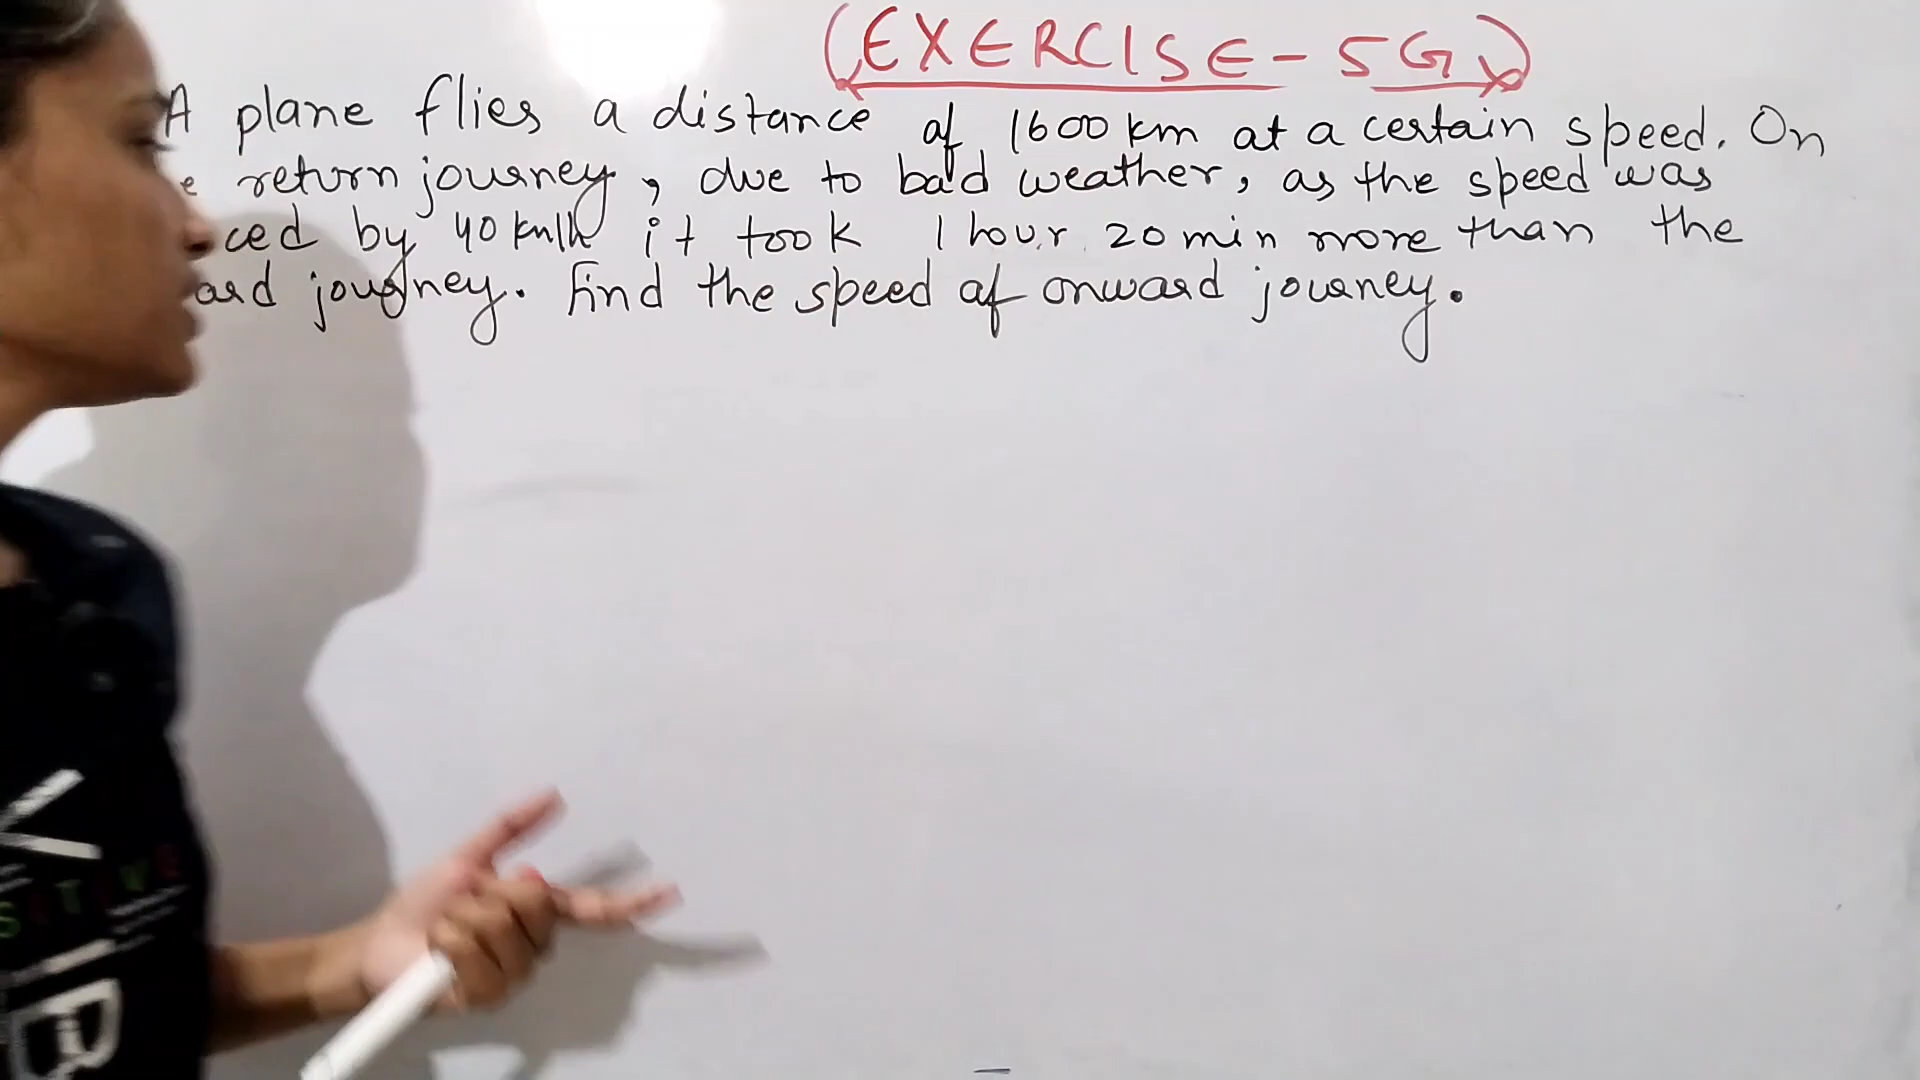 (EXERCISE-5G)
A plane flies a distance of 1600 km at a certain speed. On
return journey, due to bad weather, as the speed was
ced by 40 km/h it took 1 hour 20 min more than the
ard journey. Find the speed of onward journey.